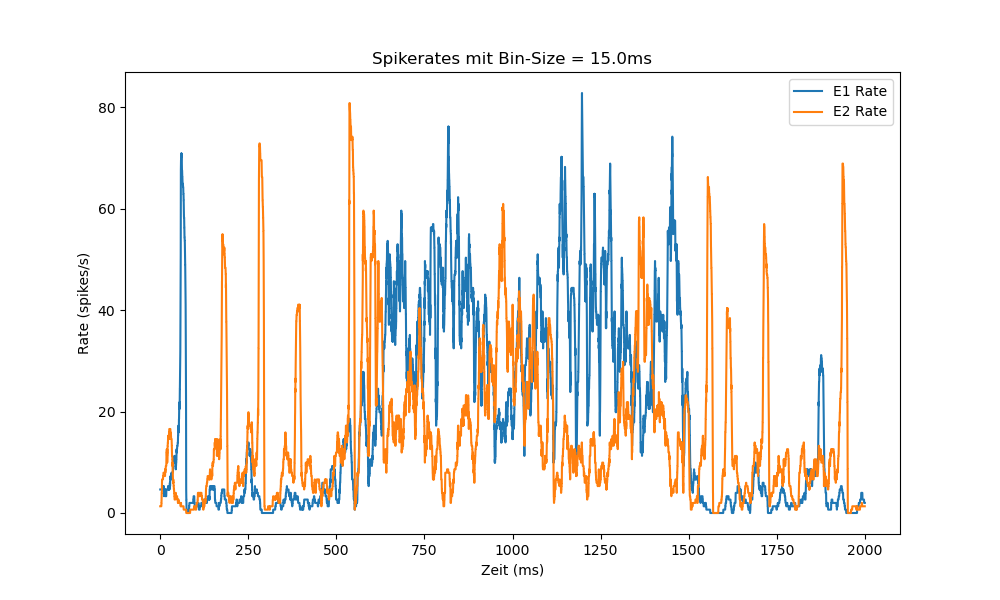 Spikerates mit Bin-Size = 15.0ms
E1 Rate
E2 Rate
Rate (spikes/s)
80
60
40
20
0
0 250 500 750 1000 1250 1500 1750 2000
Zeit (ms)